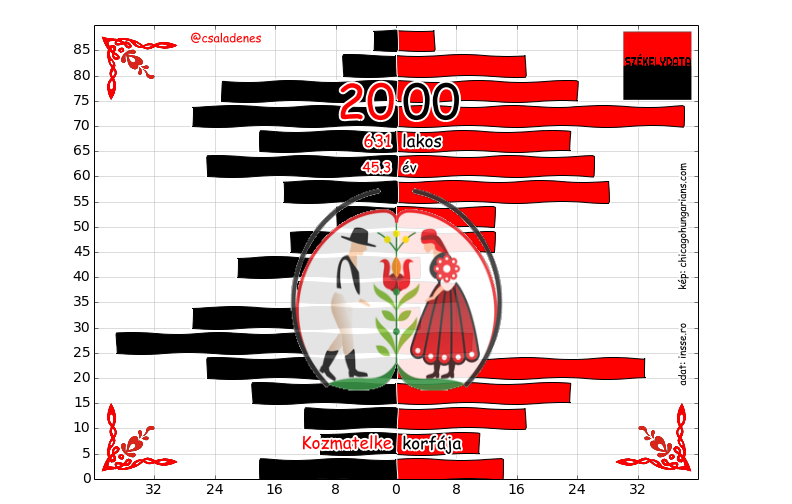 @csaladenes
SZÉKELYDATA
2000
631 lakos
45.3 év
kép: chicagohungarians.com
adat: insse.ro
Kozmatelke korfája
85
80
75
70
65
60
55
50
45
40
35
30
25
20
15
10
5
0
32 24 16 8 0 8 16 24 32